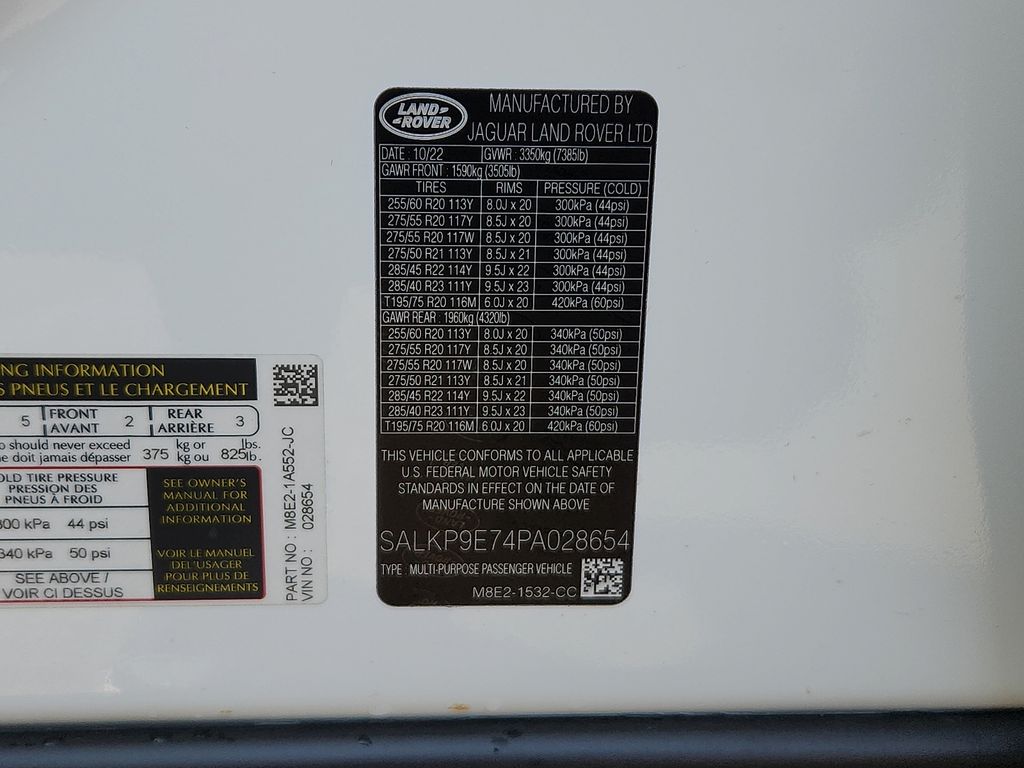 LAND-
-ROVER
MANUFACTURED BY
JAGUAR LAND ROVER LTD
DATE : 10/22 GVWR : 3350kg (7385lb)
GAWR FRONT : 1590kg (3505lb)
TIRES RIMS PRESSURE (COLD)
255/60 R20 113Y 8.0J x 20 300kPa (44psi)
275/55 R20 117Y 8.5J x 20 300kPa (44psi)
275/55 R20 117W 8.5J x 20 300kPa (44psi)
275/50 R21 113Y 8.5J x 21 300kPa (44psi)
285/45 R22 114Y 9.5J x 22 300kPa (44psi)
285/40 R23 111Y 9.5J x 23 300kPa (44psi)
T195/75 R20 116M 6.0J x 20 420kPa (60psi)
GAWR REAR : 1960kg (4320lb)
255/60 R20 113Y 8.0J x 20 340kPa (50psi)
275/55 R20 117Y 8.5J x 20 340kPa (50psi)
275/55 R20 117W 8.5J x 20 340kPa (50psi)
275/50 R21 113Y 8.5J x 21 340kPa (50psi)
285/45 R22 114Y 9.5J x 22 340kPa (50psi)
285/40 R23 111Y 9.5J x 23 340kPa (50psi)
T195/75 R20 116M 6.0J x 20 420kPa (60psi)
THIS VEHICLE CONFORMS TO ALL APPLICABLE
U.S. FEDERAL MOTOR VEHICLE SAFETY
STANDARDS IN EFFECT ON THE DATE OF
MANUFACTURE SHOWN ABOVE
SALKP9E74PA028654
TYPE : MULTI-PURPOSE PASSENGER VEHICLE
M8E2-1532-CC
NG INFORMATION
S PNEUS ET LE CHARGEMENT
5 FRONT AVANT 2 REAR ARRIÈRE 3
o should never exceed 375 kg or 825 lbs.
ne doit jamais dépasser kg ou lb.
OLD TIRE PRESSURE
PRESSION DES
PNEUS À FROID
300 kPa 44 psi
340 kPa 50 psi
SEE ABOVE /
VOIR CI DESSUS
SEE OWNER'S
MANUAL FOR
ADDITIONAL
INFORMATION
VOIR LE MANUEL
DEL'USAGER
POUR PLUS DE
RENSEIGNEMENTS
PART NO : M8E2-1A552-JC
VIN NO : 028654